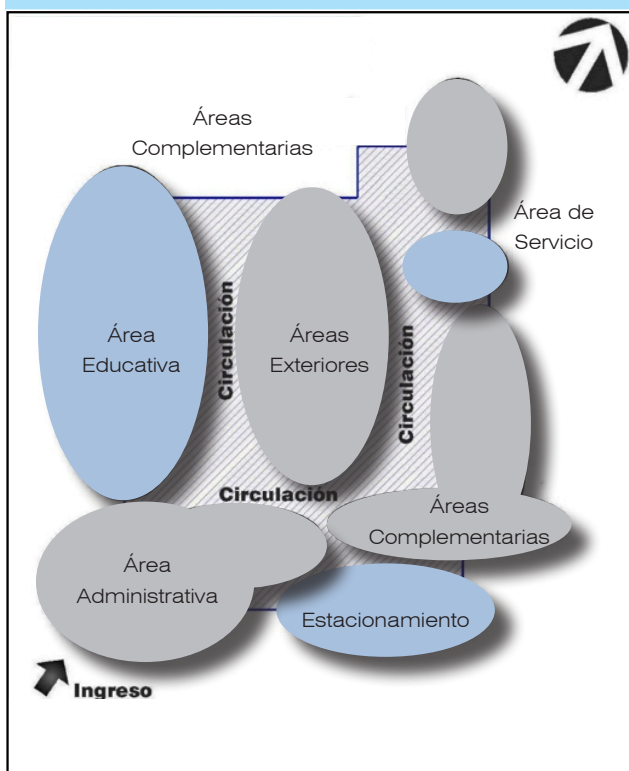 Áreas
Complementarias
Área de
Servicio
Circulación
Circulación
Área
Educativa
Áreas
Exteriores
Circulación
Áreas
Complementarias
Área
Administrativa
Estacionamiento
Ingreso